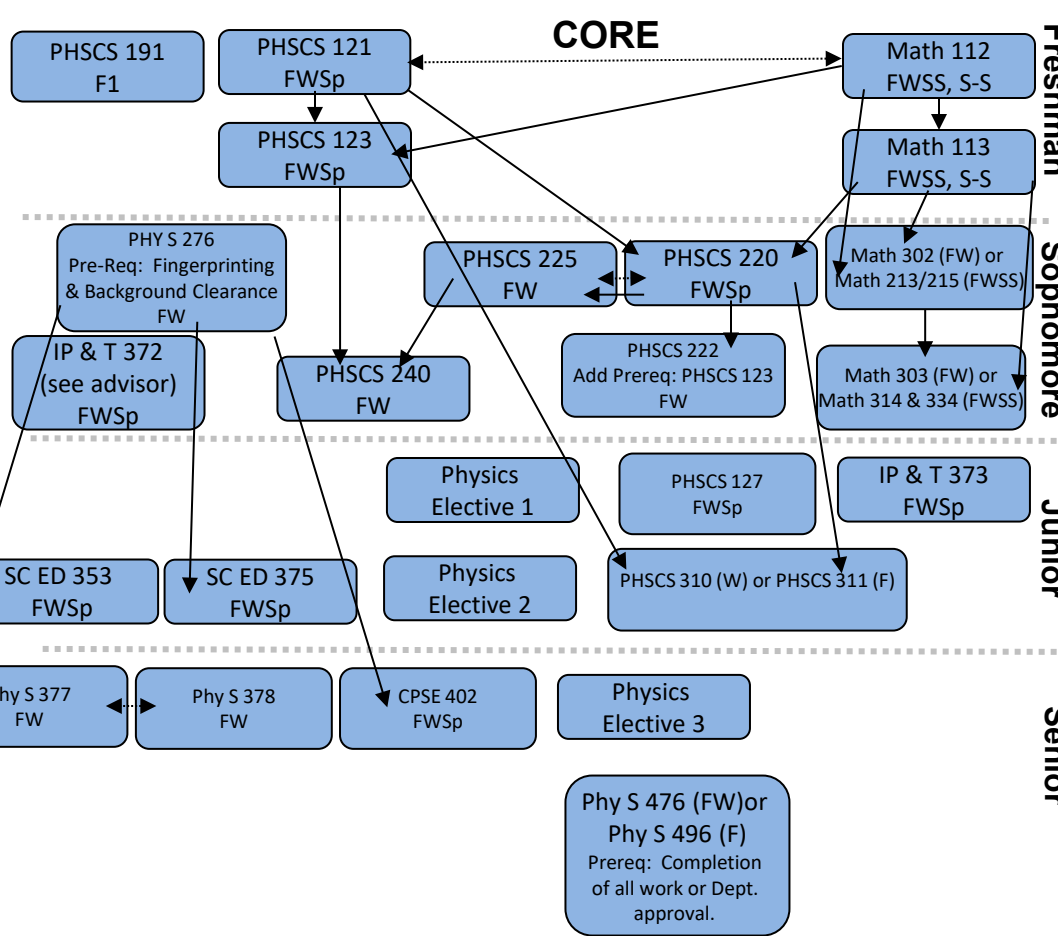 CORE
PHSCS 191
F1
PHSCS 121
FWSp
Math 112
FWSS, S-S
Freshman
PHSCS 123
FWSp
Math 113
FWSS, S-S
PHY S 276
Pre-Req: Fingerprinting
& Background Clearance
FW
PHSCS 225
FW
PHSCS 220
FWSp
Math 302 (FW) or
Math 213/215 (FWSS)
Sophomore
IP & T 372
(see advisor)
FWSp
PHSCS 240
FW
PHSCS 222
Add Prereq: PHSCS 123
FW
Math 303 (FW) or
Math 314 & 334 (FWSS)
Physics
Elective 1
PHSCS 127
FWSp
IP & T 373
FWSp
Junior
SC ED 353
FWSp
SC ED 375
FWSp
Physics
Elective 2
PHSCS 310 (W) or PHSCS 311 (F)
hy S 377
FW
Phy S 378
FW
CPSE 402
FWSp
Physics
Elective 3
Senior
Phy S 476 (FW)or
Phy S 496 (F)
Prereq: Completion
of all work or Dept.
approval.